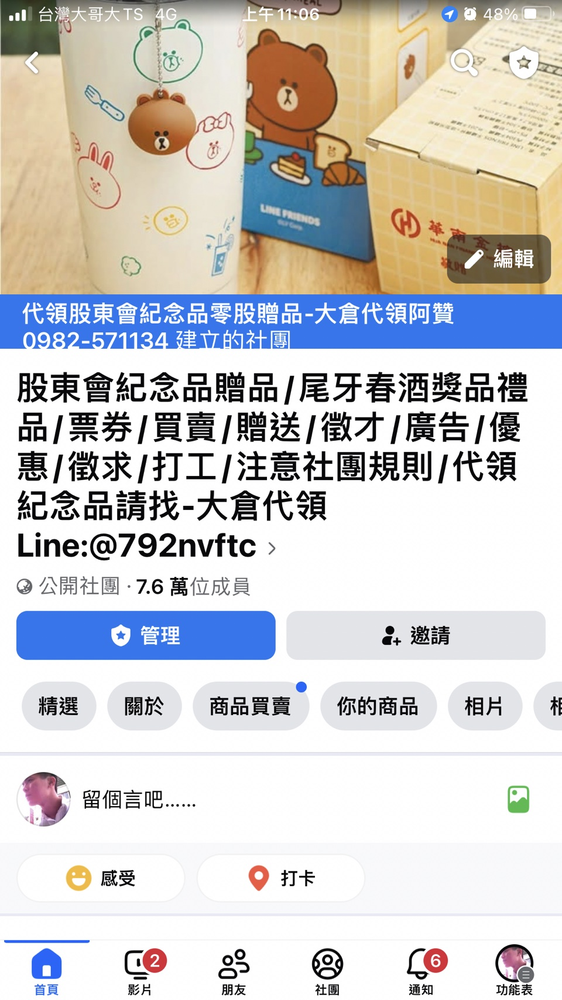 台灣大哥大TS 4G 上午11:06 48%
LINE FRIENDS
華南金控
敬贈
編輯
代領股東會紀念品零股贈品-大倉代領阿贊
0982-571134 建立的社團
股東會紀念品贈品/尾牙春酒獎品禮
品/票券/買賣/贈送/徵才/廣告/優
惠/徵求/打工/注意社團規則/代領
紀念品請找-大倉代領
Line:@792nvftc
公開社團 · 7.6 萬位成員
管理 邀請
精選 關於 商品買賣 你的商品 相片
留個言吧......
感受 打卡
2 6
首頁 影片 朋友 社團 通知 功能表